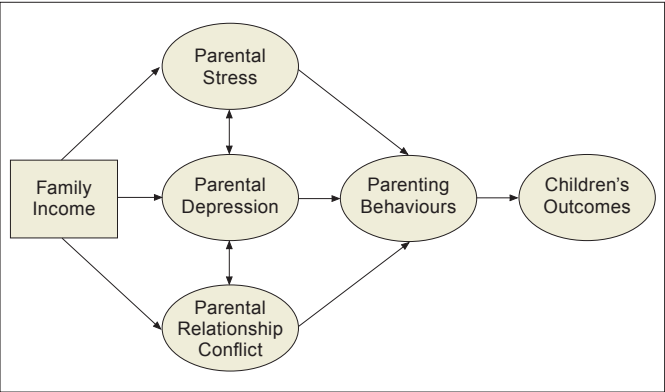 Parental
Stress
Family
Income
Parental
Depression
Parenting
Behaviours
Children's
Outcomes
Parental
Relationship
Conflict